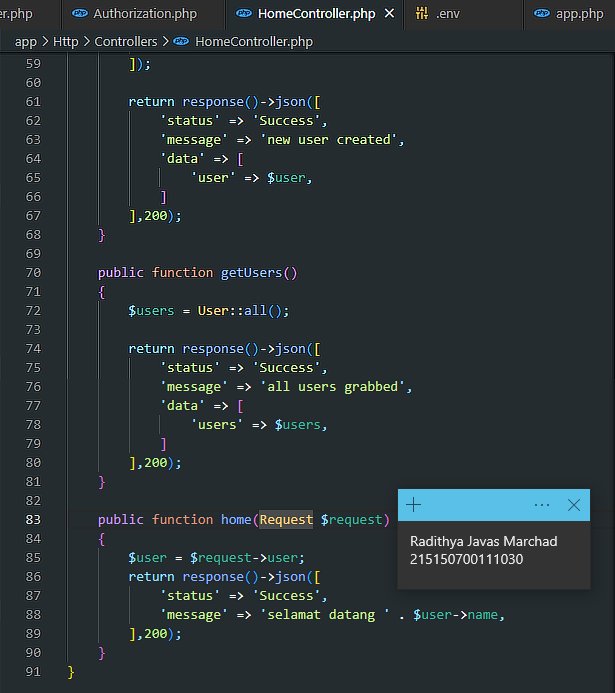 er.php Authorization.php HomeController.php .env app.php
app > Http > Controllers > HomeController.php
59 ]);
60
61 return response()->json([
62 'status' => 'Success',
63 'message' => 'new user created',
64 'data' => [
65 'user' => $user,
66 ]
67 ],200);
68 }
69
70 public function getUsers()
71 {
72 $users = User::all();
73
74 return response()->json([
75 'status' => 'Success',
76 'message' => 'all users grabbed',
77 'data' => [
78 'users' => $users,
79 ]
80 ],200);
81 }
82
83 public function home(Request $request)
84 {
85 $user = $request->user;
86 return response()->json([
87 'status' => 'Success',
88 'message' => 'selamat datang ' . $user->name,
89 ],200);
90 }
91 }
Radithya Javas Marchad
215150700111030